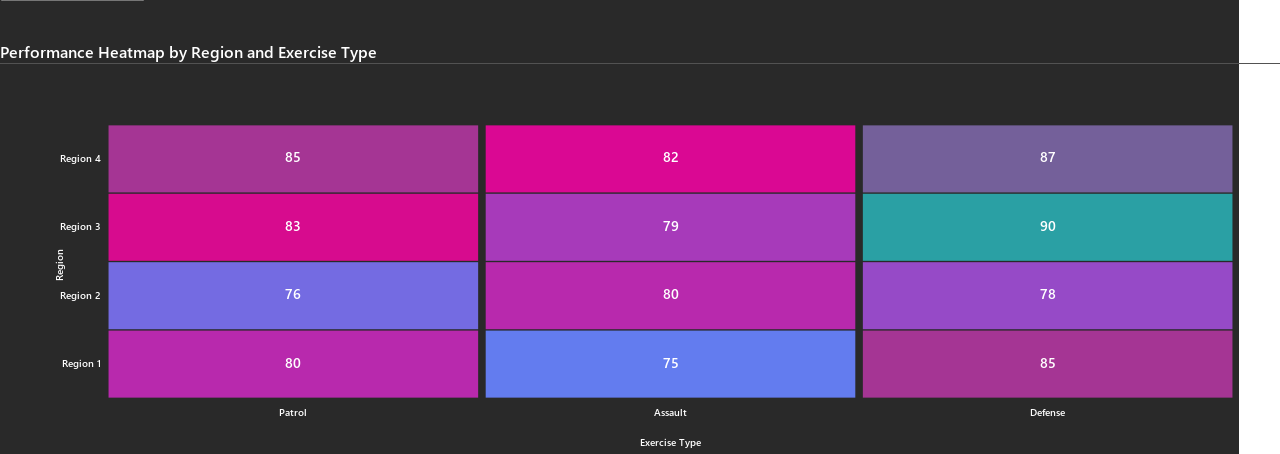 Performance Heatmap by Region and Exercise Type
Region 4
85
82
87
Region 3
83
79
90
Region
Region 2
76
80
78
Region 1
80
75
85
Patrol
Assault
Defense
Exercise Type